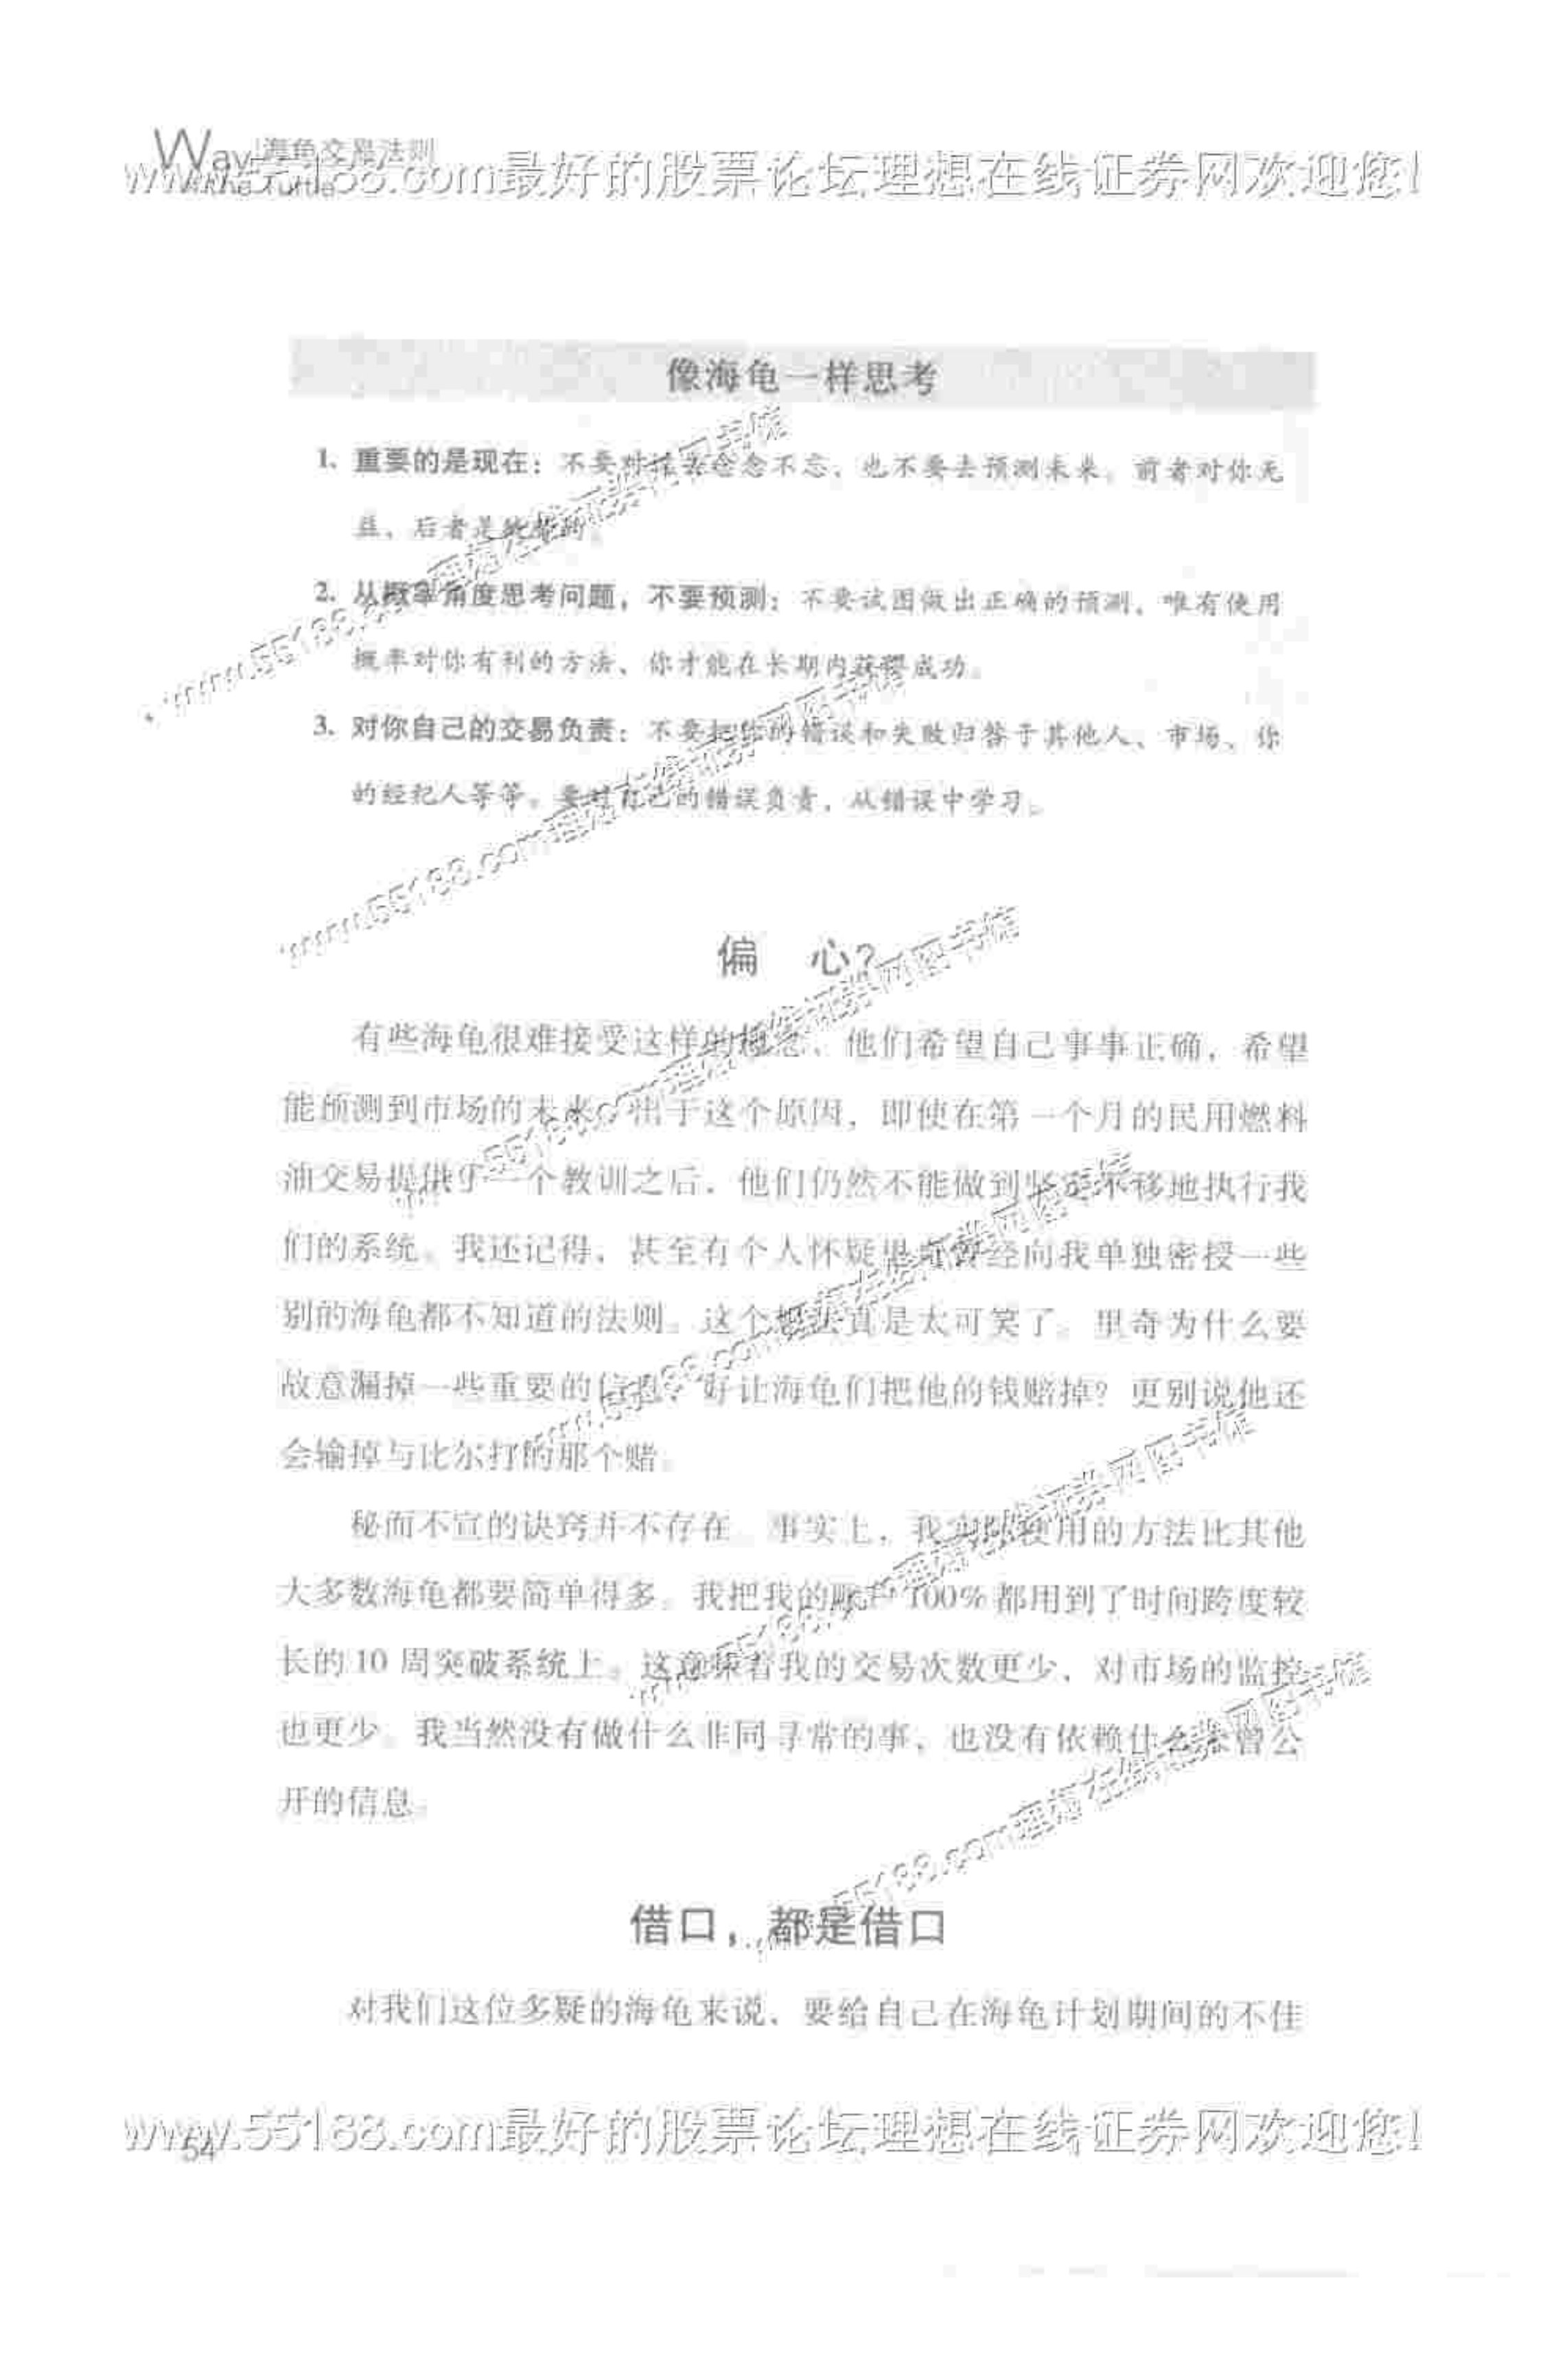 Way 海龟交易法则
www.55188.com最好的股票论坛理想在线证券网欢迎您!
像海龟一样思考
1. 重要的是现在：不要对过去念念不忘，也不要去预测未来。前者对你无
益，后者是徒劳的。
2. 从概率角度思考问题，不要预测：不要试图做出正确的预测，唯有使用
概率对你有利的方法，你才能在长期内获得成功。
3. 对你自己的交易负责：不要把你的错误和失败归咎于其他人、市场、你
的经纪人等等。要对自己的错误负责，从错误中学习。
偏 心？
有些海龟很难接受这样的概念，他们希望自己事事正确，希望
能预测到市场的未来。出于这个原因，即使在第一个月的民用燃料
油交易提供了一个教训之后，他们仍然不能做到坚定不移地执行我
们的系统。我还记得，甚至有个人怀疑里奇曾经向我单独密授一些
别的海龟都不知道的法则。这个想法真是太可笑了。里奇为什么要
故意漏掉一些重要的信息，好让海龟们把他的钱赔掉？更别说他还
会输掉与比尔打的那个赌。
秘而不宣的诀窍并不存在。事实上，我实际使用的方法比其他
大多数海龟都要简单得多。我把我的账户100%都用到了时间跨度较
长的10周突破系统上。这意味着我的交易次数更少，对市场的监控
也更少。我当然没有做什么非同寻常的事，也没有依赖什么未曾公
开的信息。
借口，都是借口
对我们这位多疑的海龟来说，要给自己在海龟计划期间的不佳
www.55188.com最好的股票论坛理想在线证券网欢迎您!
54